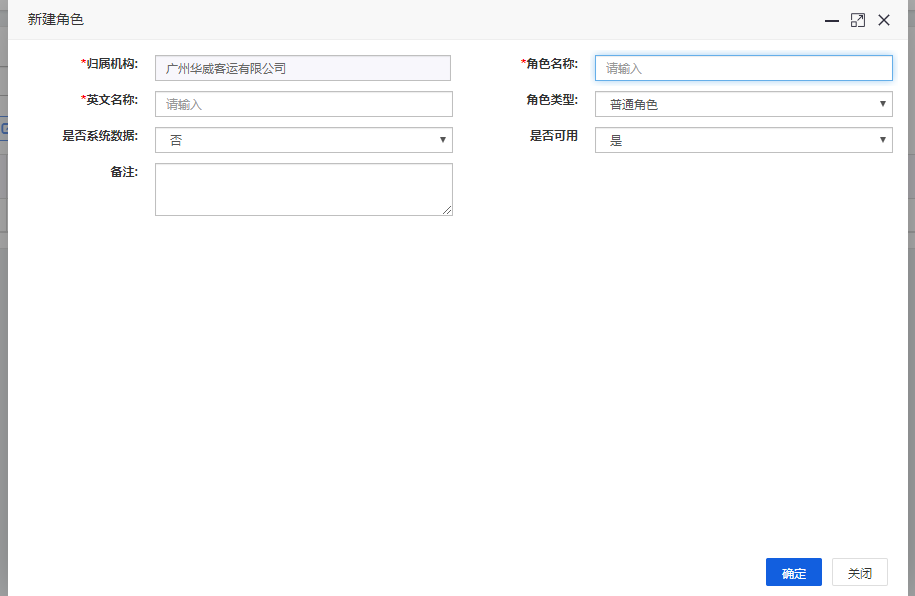 新建角色
*归属机构: 广州华威客运有限公司 *角色名称: 请输入
*英文名称: 请输入 角色类型: 普通角色
是否系统数据: 否 是否可用 是
备注:
确定 关闭